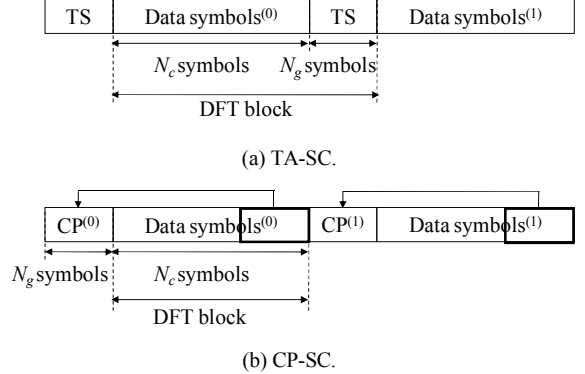 TS Data symbols(0) TS Data symbols(1)
Nc symbols Ng symbols
DFT block
(a) TA-SC.
CP(0) Data symbols(0) CP(1) Data symbols(1)
Ng symbols Nc symbols
DFT block
(b) CP-SC.